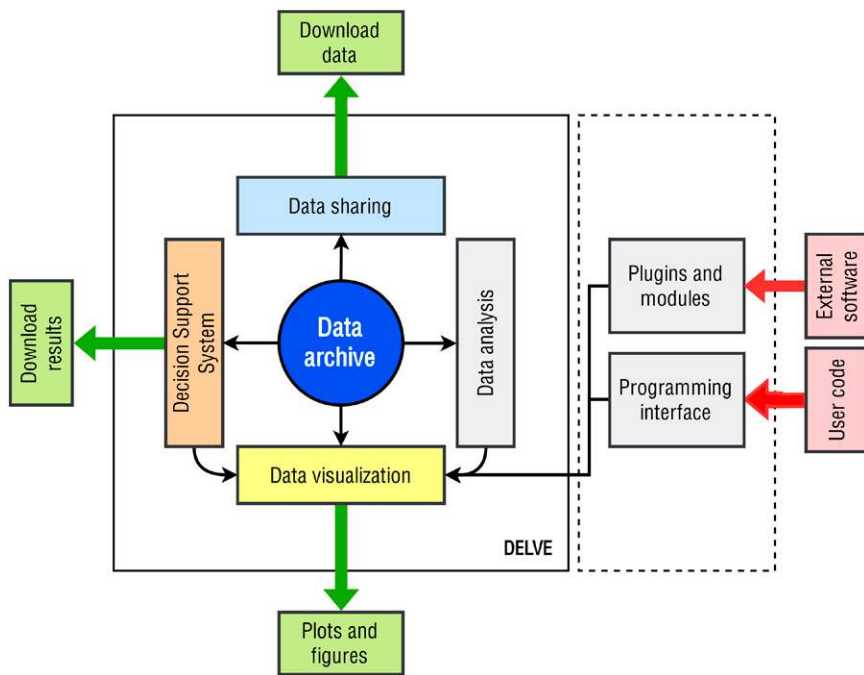 Download
data
Data sharing
Decision Support
System
Data
archive
Data analysis
Download
results
Data visualization
DELVE
Plots and
figures
Plugins and
modules
Programming
interface
External
software
User code